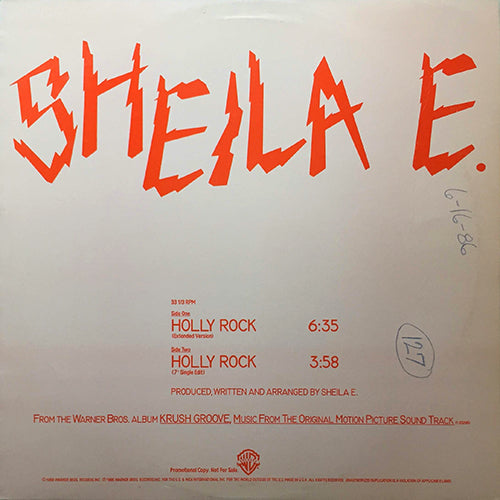 SHEILA E.
6-16-86
33 1/3 RPM
Side One
HOLLY ROCK 6:35
(Extended Version)
Side Two
HOLLY ROCK 3:58
(7" Single Edit)
127
PRODUCED, WRITTEN AND ARRANGED BY SHEILA E.
FROM THE WARNER BROS. ALBUM KRUSH GROOVE, MUSIC FROM THE ORIGINAL MOTION PICTURE SOUND TRACK
Promotional Copy. Not For Sale